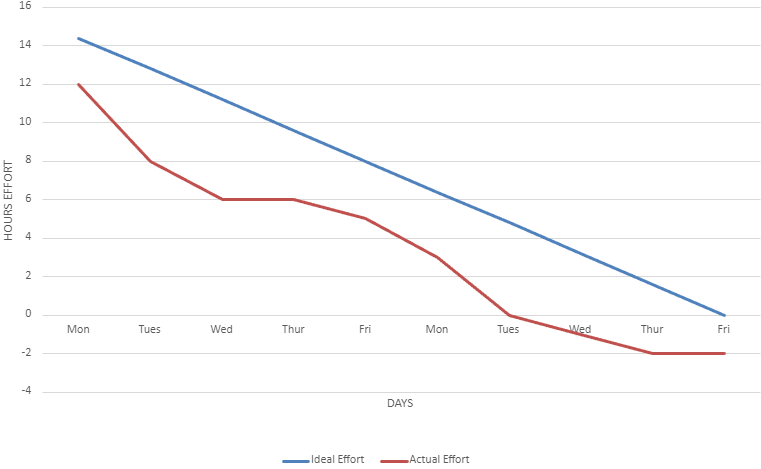 16
14
12
10
8
6
4
2
0
-2
-4
HOURS EFFORT
Mon Tues Wed Thur Fri Mon Tues Wed Thur Fri
DAYS
Ideal Effort Actual Effort